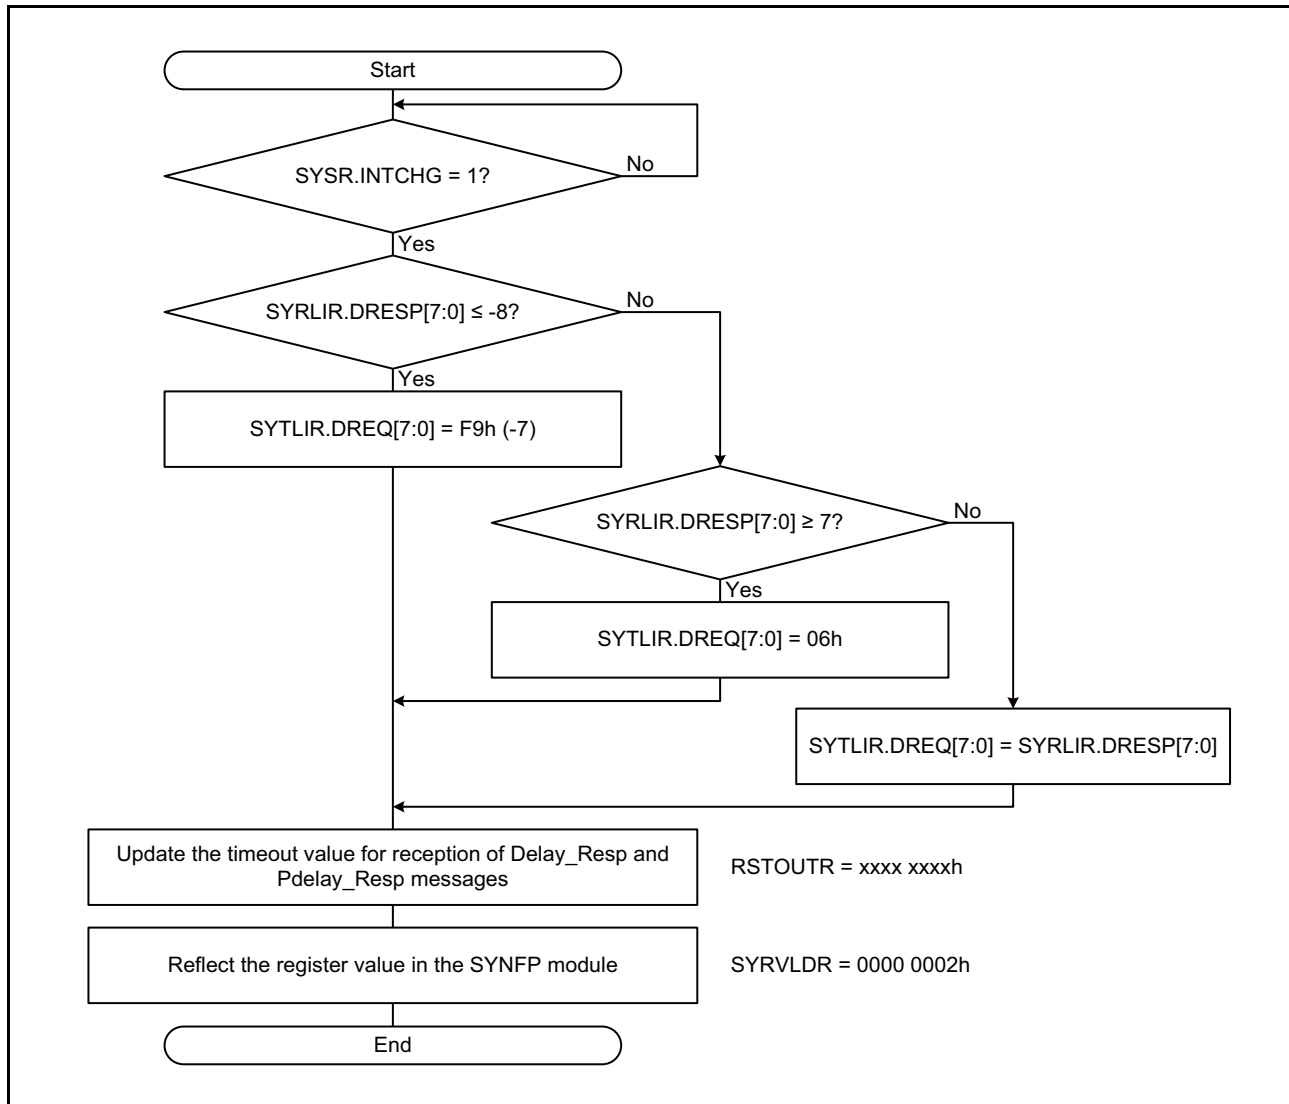 Start
SYSR.INTCHG = 1?
No
Yes
SYRLIR.DRESP[7:0] ≤ -8?
No
Yes
SYTLIR.DREQ[7:0] = F9h (-7)
SYRLIR.DRESP[7:0] ≥ 7?
No
Yes
SYTLIR.DREQ[7:0] = 06h
SYTLIR.DREQ[7:0] = SYRLIR.DRESP[7:0]
Update the timeout value for reception of Delay_Resp and
Pdelay_Resp messages
RSTOUTR = xxxx xxxxh
Reflect the register value in the SYNFP module
SYRVLDR = 0000 0002h
End